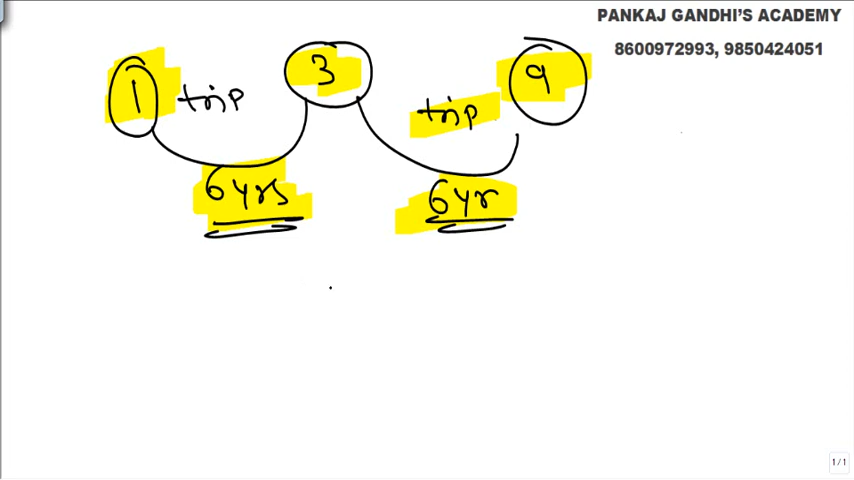 PANKAJ GANDHI'S ACADEMY
8600972993, 9850424051
1 trip 3 trip 9
6yrs 6yr
1/1